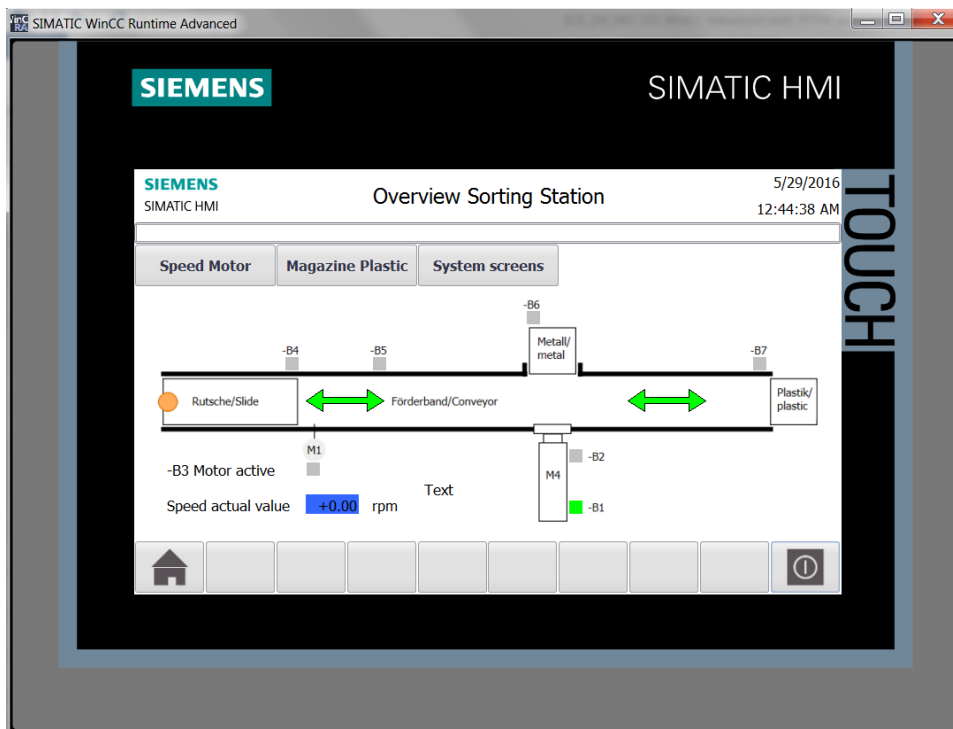 SIMATIC WinCC Runtime Advanced
SIEMENS
SIMATIC HMI
TOUCH
SIEMENS
SIMATIC HMI
Overview Sorting Station
5/29/2016
12:44:38 AM
Speed Motor
Magazine Plastic
System screens
-B6
-B4
-B5
Metall/
metal
-B7
Rutsche/Slide
Förderband/Conveyor
Plastik/
plastic
M1
-B3 Motor active
-B2
M4
Text
Speed actual value
+0.00
rpm
-B1